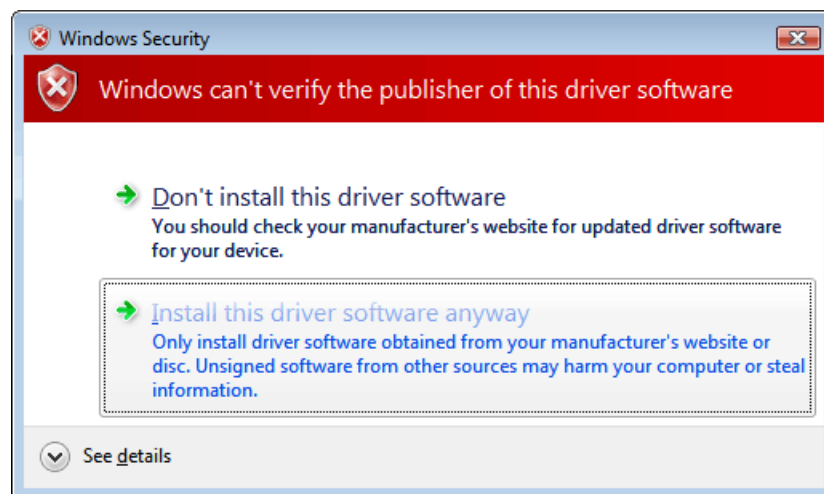 Windows Security
Windows can't verify the publisher of this driver software
Don't install this driver software
You should check your manufacturer's website for updated driver software
for your device.
Install this driver software anyway
Only install driver software obtained from your manufacturer's website or
disc. Unsigned software from other sources may harm your computer or steal
information.
See details